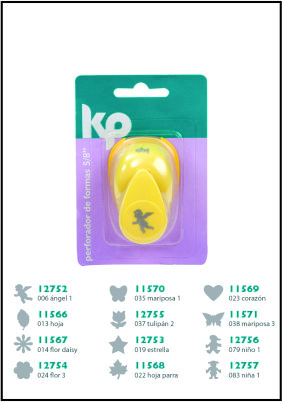 kp
perforador de formas 5/8"
12752
006 ángel 1
11566
013 hoja
11567
014 flor daisy
12754
024 flor 3
11570
035 mariposa 1
12755
037 tulipán 2
12753
019 estrella
11568
022 hoja parra
11569
023 corazón
11571
038 mariposa 3
12756
079 niño 1
12757
083 niña 1